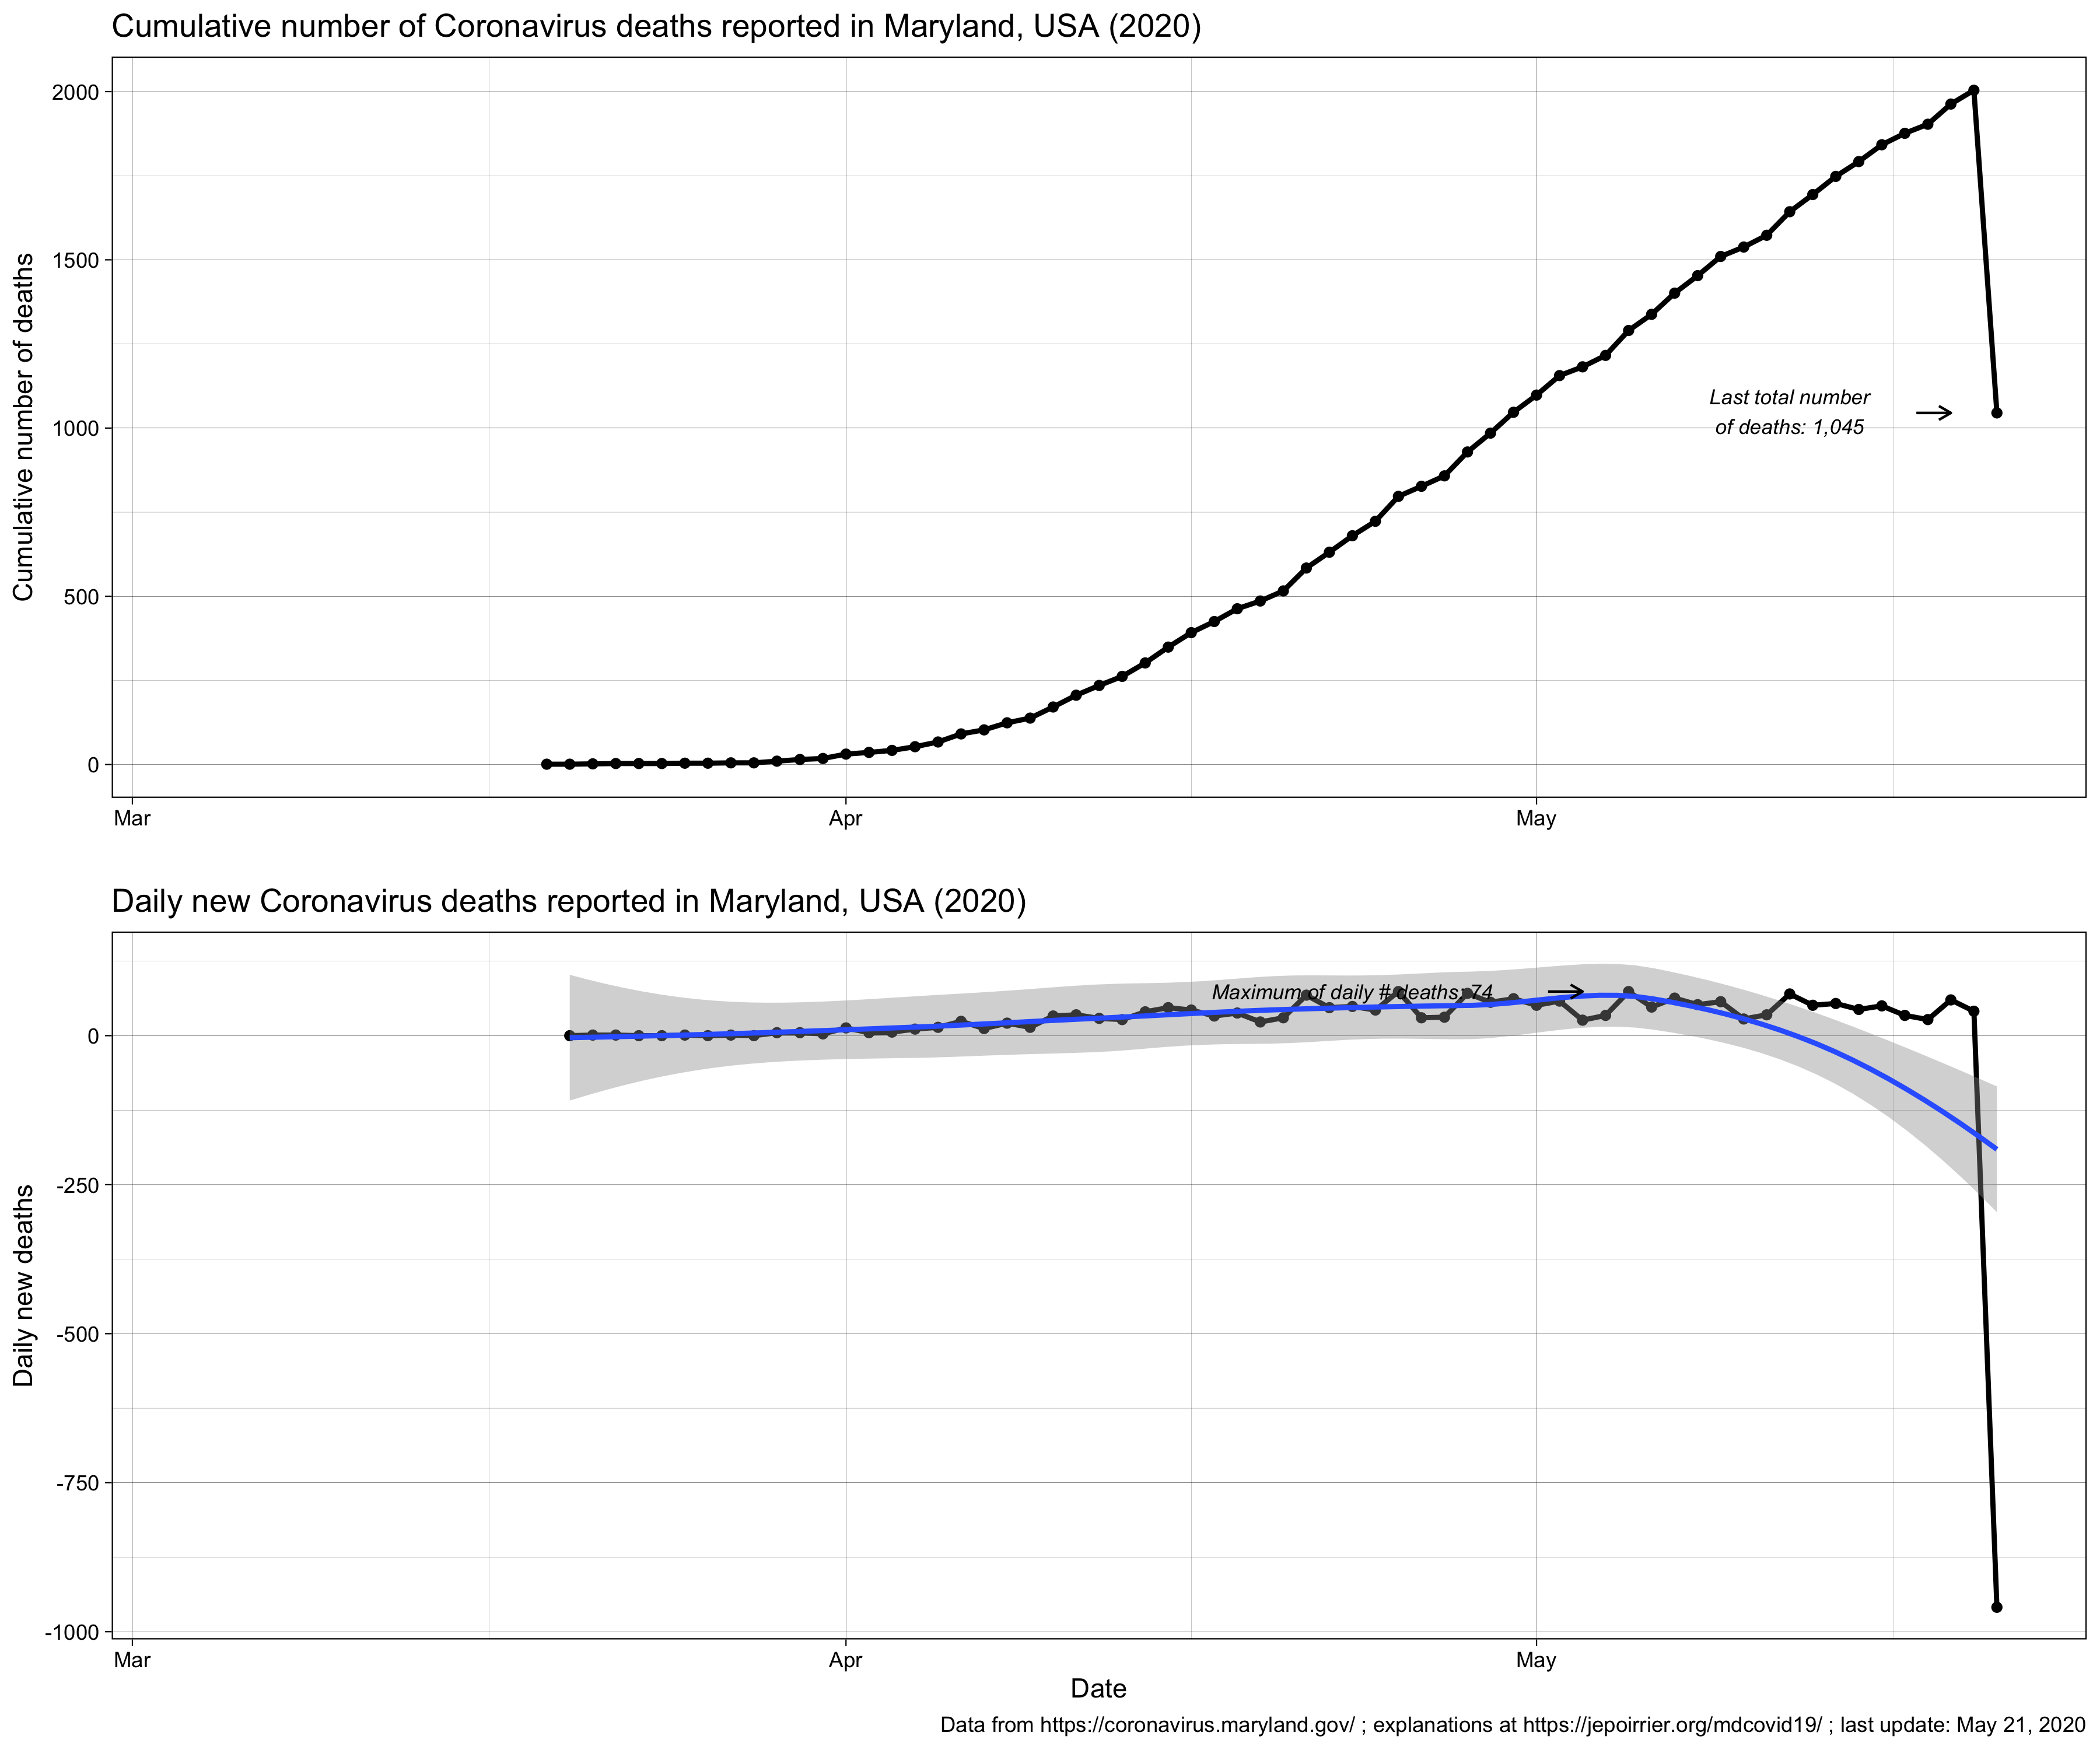 Cumulative number of Coronavirus deaths reported in Maryland, USA (2020)
Cumulative number of deaths
2000
1500
1000
500
0
Last total number
of deaths: 1,045
Mar
Apr
May
Daily new Coronavirus deaths reported in Maryland, USA (2020)
Daily new deaths
0
-250
-500
-750
-1000
Maximum of daily # deaths: 74
Mar
Apr
May
Date
Data from https://coronavirus.maryland.gov/ ; explanations at https://jepoirrier.org/mdcovid19/ ; last update: May 21, 2020